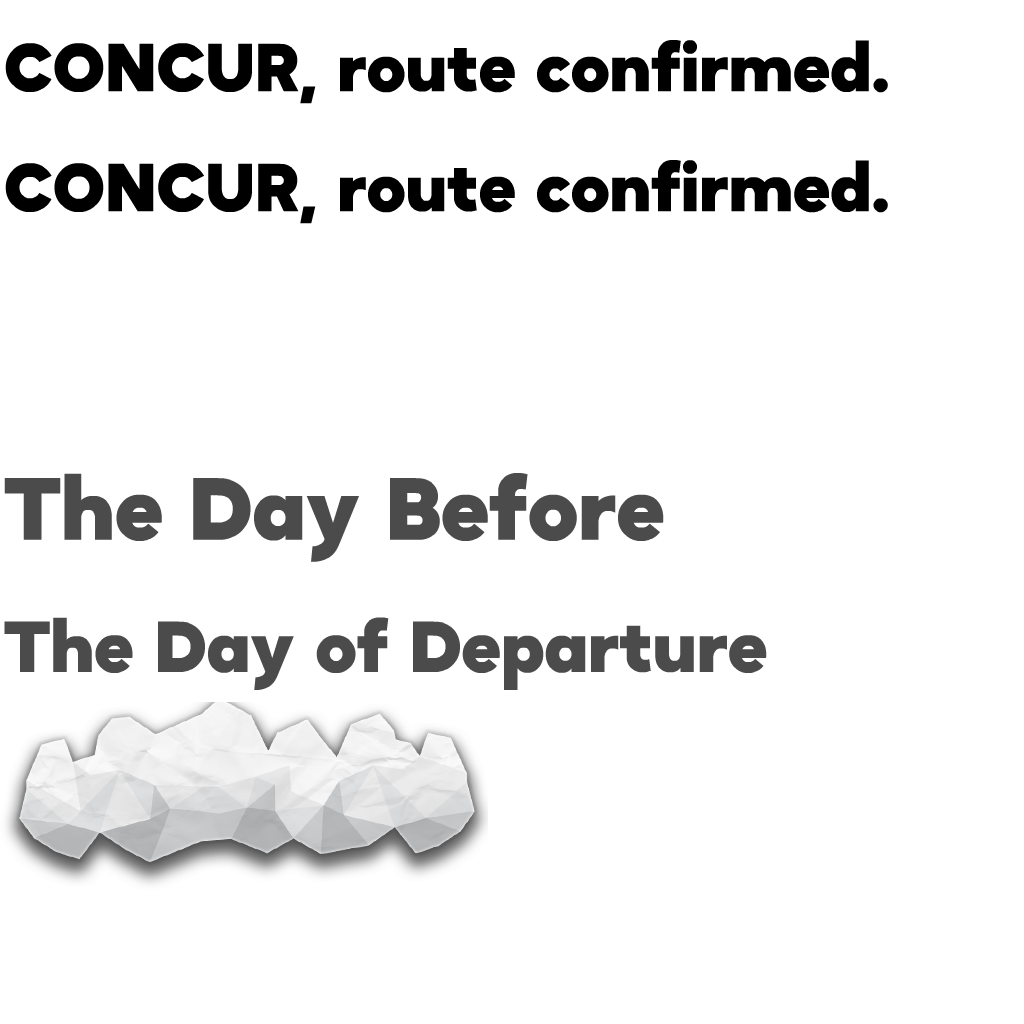 CONCUR, route confirmed.
CONCUR, route confirmed.
The Day Before
The Day of Departure